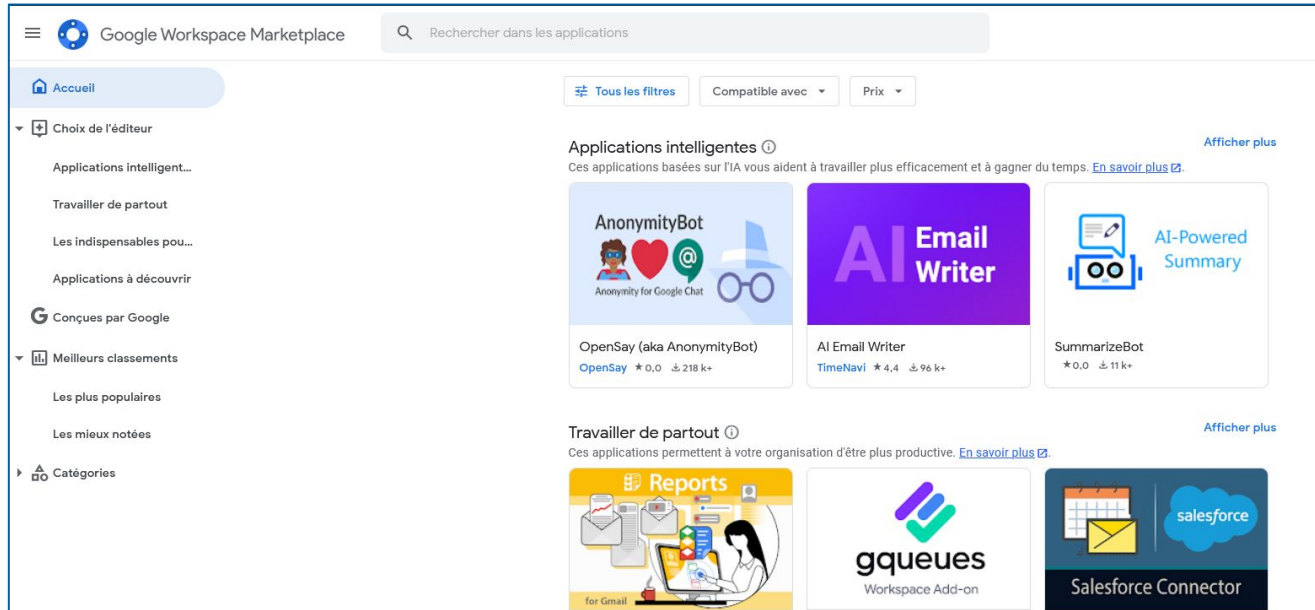 Google Workspace Marketplace
Rechercher dans les applications
Accueil
Choix de l'éditeur
Applications intelligent...
Travailler de partout
Les indispensables pou...
Applications à découvrir
Conçues par Google
Meilleurs classements
Les plus populaires
Les mieux notées
Catégories
Tous les filtres
Compatible avec
Prix
Applications intelligentes
Afficher plus
Ces applications basées sur l'IA vous aident à travailler plus efficacement et à gagner du temps. En savoir plus.
AnonymityBot
Anonymity for Google Chat
OpenSay (aka AnonymityBot)
OpenSay ★ 0,0 218 k+
AI Email
Writer
AI Email Writer
TimeNavi ★ 4,4 96 k+
AI-Powered
Summary
SummarizeBot
★ 0,0 11 k+
Travailler de partout
Afficher plus
Ces applications permettent à votre organisation d'être plus productive. En savoir plus.
Reports
for Gmail
gqueues
Workspace Add-on
salesforce
Salesforce Connector